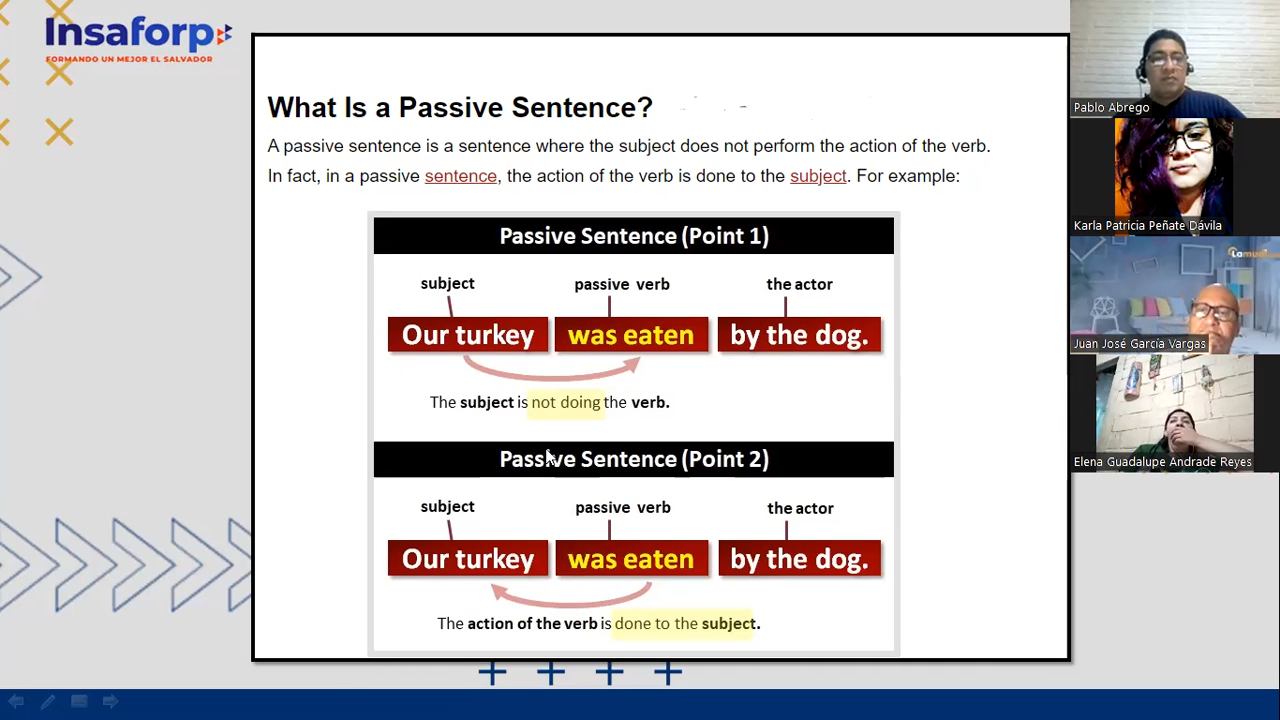 Insaforp
FORMANDO UN MEJOR EL SALVADOR
What Is a Passive Sentence?
A passive sentence is a sentence where the subject does not perform the action of the verb.
In fact, in a passive sentence, the action of the verb is done to the subject. For example:
Passive Sentence (Point 1)
subject passive verb the actor
Our turkey was eaten by the dog.
The subject is not doing the verb.
Passive Sentence (Point 2)
subject passive verb the actor
Our turkey was eaten by the dog.
The action of the verb is done to the subject.
Pablo Abrego
Karla Patricia Peñate Dávila
Juan José García Vargas
Elena Guadalupe Andrade Reyes